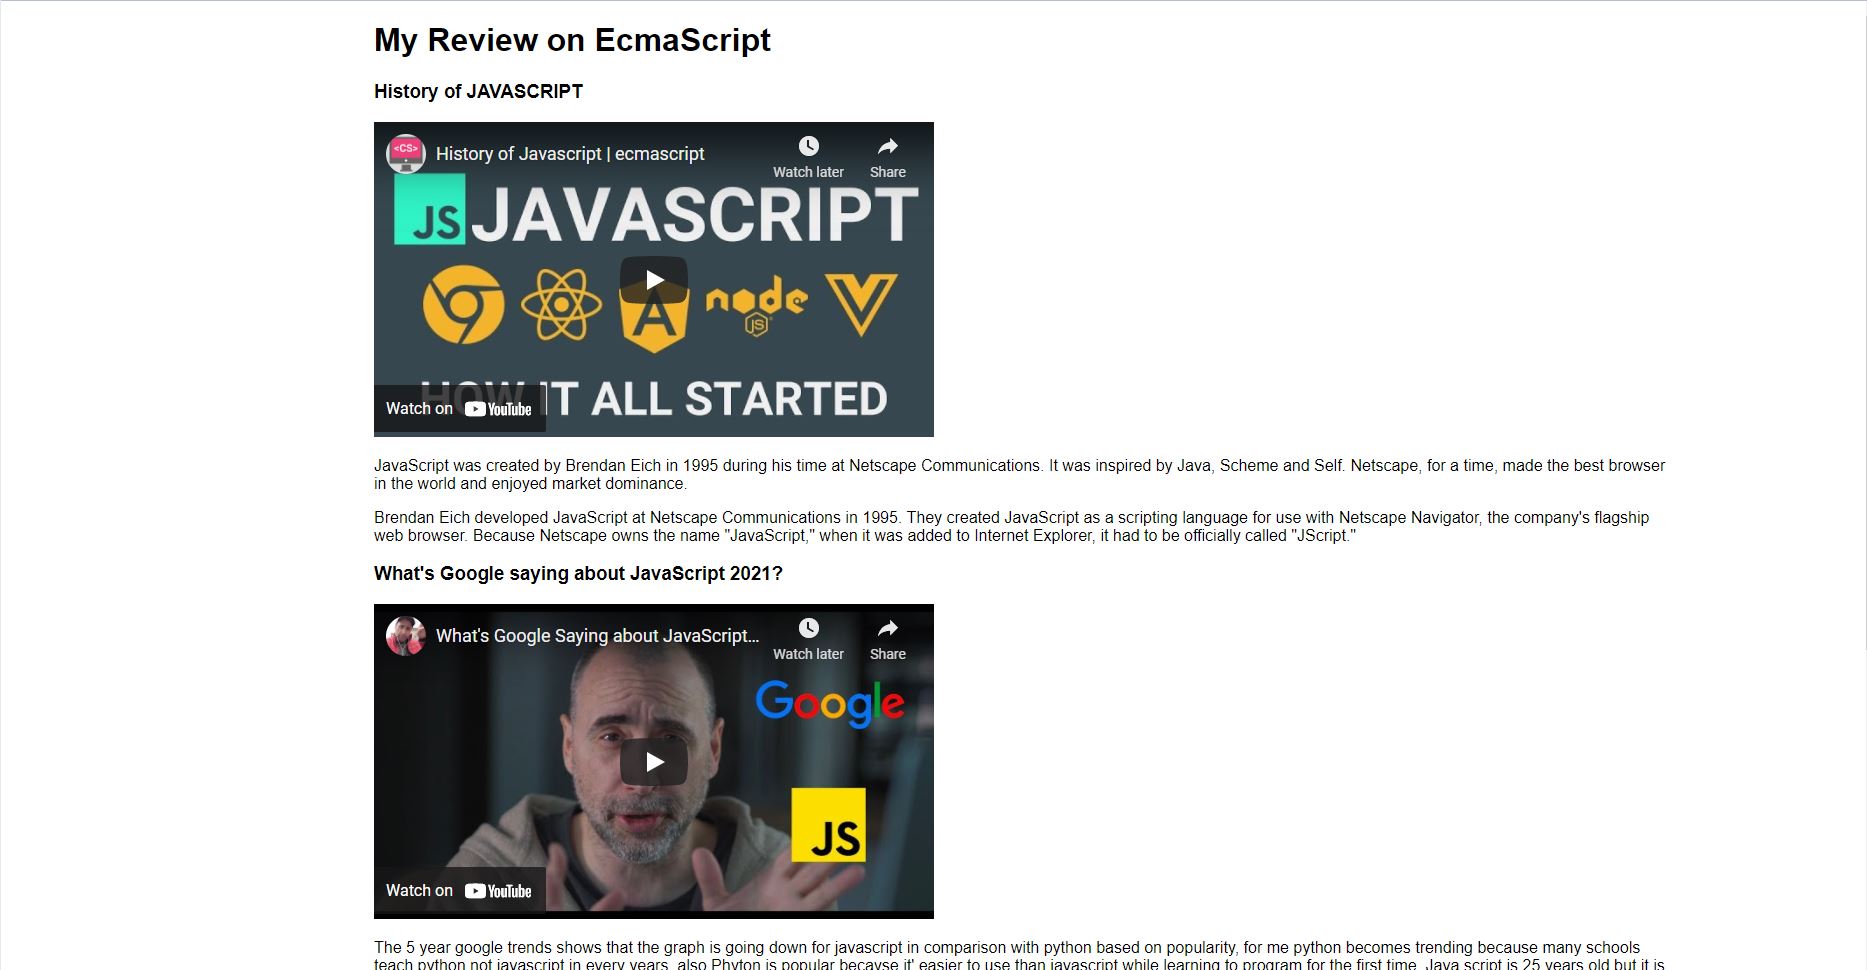 My Review on EcmaScript
History of JAVASCRIPT
<CS>
History of Javascript | ecmascript
Watch later
Share
JS JAVASCRIPT
A
node
JS
HOW IT ALL STARTED
Watch on YouTube
JavaScript was created by Brendan Eich in 1995 during his time at Netscape Communications. It was inspired by Java, Scheme and Self. Netscape, for a time, made the best browser
in the world and enjoyed market dominance.
Brendan Eich developed JavaScript at Netscape Communications in 1995. They created JavaScript as a scripting language for use with Netscape Navigator, the company's flagship
web browser. Because Netscape owns the name "JavaScript," when it was added to Internet Explorer, it had to be officially called "JScript."
What's Google saying about JavaScript 2021?
What's Google Saying about JavaScript...
Watch later
Share
Google
JS
Watch on YouTube
The 5 year google trends shows that the graph is going down for javascript in comparison with python based on popularity, for me python becomes trending because many schools
teach python not javascript in every years, also Phyton is popular becavse it' easier to use than javascript while learning to program for the first time. Java script is 25 years old but it is